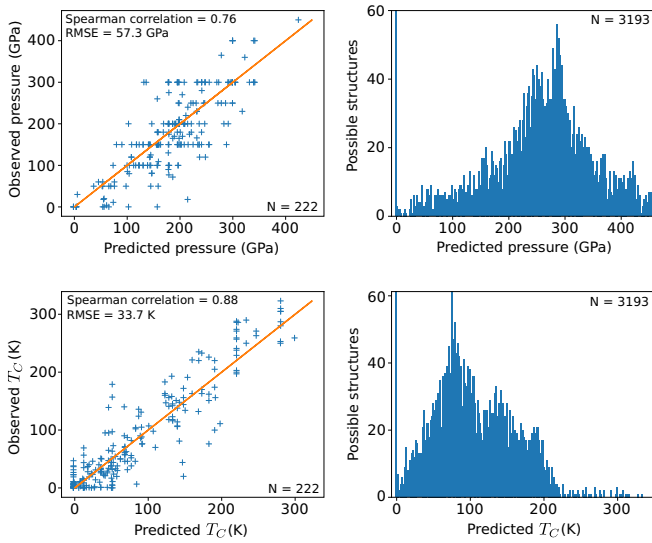 Spearman correlation = 0.76
RMSE = 57.3 GPa
N = 222
Observed pressure (GPa)
400
300
200
100
0
0 100 200 300 400
Predicted pressure (GPa)
N = 3193
Possible structures
60
40
20
0
0 100 200 300 400
Predicted pressure (GPa)
Spearman correlation = 0.88
RMSE = 33.7 K
N = 222
Observed T_C (K)
300
200
100
0
0 100 200 300
Predicted T_C(K)
N = 3193
Possible structures
60
40
20
0
0 100 200 300
Predicted T_C(K)